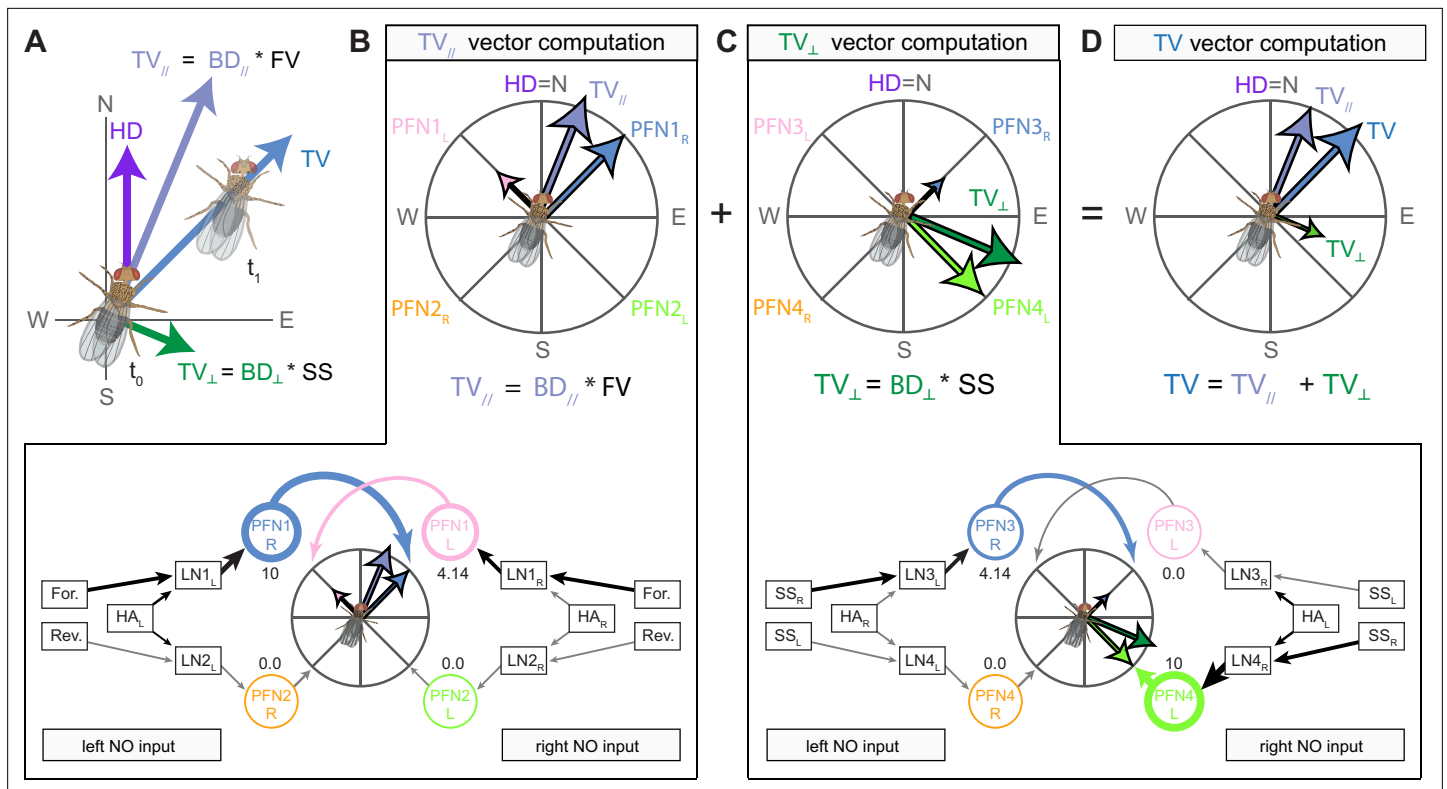 A
TV// = BD// * FV
N
HD
TV
t1
W
E
t0
S
TV⊥ = BD⊥ * SS
B
TV// vector computation
HD=N
TV//
PFN1L
PFN1R
W
E
PFN2R
PFN2L
S
TV// = BD// * FV
+
C
TV⊥ vector computation
HD=N
PFN3L
PFN3R
W
TV⊥
E
PFN4R
PFN4L
S
TV⊥ = BD⊥ * SS
=
D
TV vector computation
HD=N
TV//
TV
W
E
TV⊥
S
TV = TV// + TV⊥
PFN1
R
PFN1
L
10
4.14
For.
LN1L
LN1R
For.
HAL
HAR
Rev.
Rev.
LN2L
LN2R
0.0
0.0
PFN2
R
PFN2
L
left NO input
right NO input
PFN3
R
PFN3
L
4.14
0.0
SSR
LN3L
LN3R
SSL
HAR
HAL
SSL
SSR
LN4L
LN4R
0.0
10
PFN4
R
PFN4
L
left NO input
right NO input